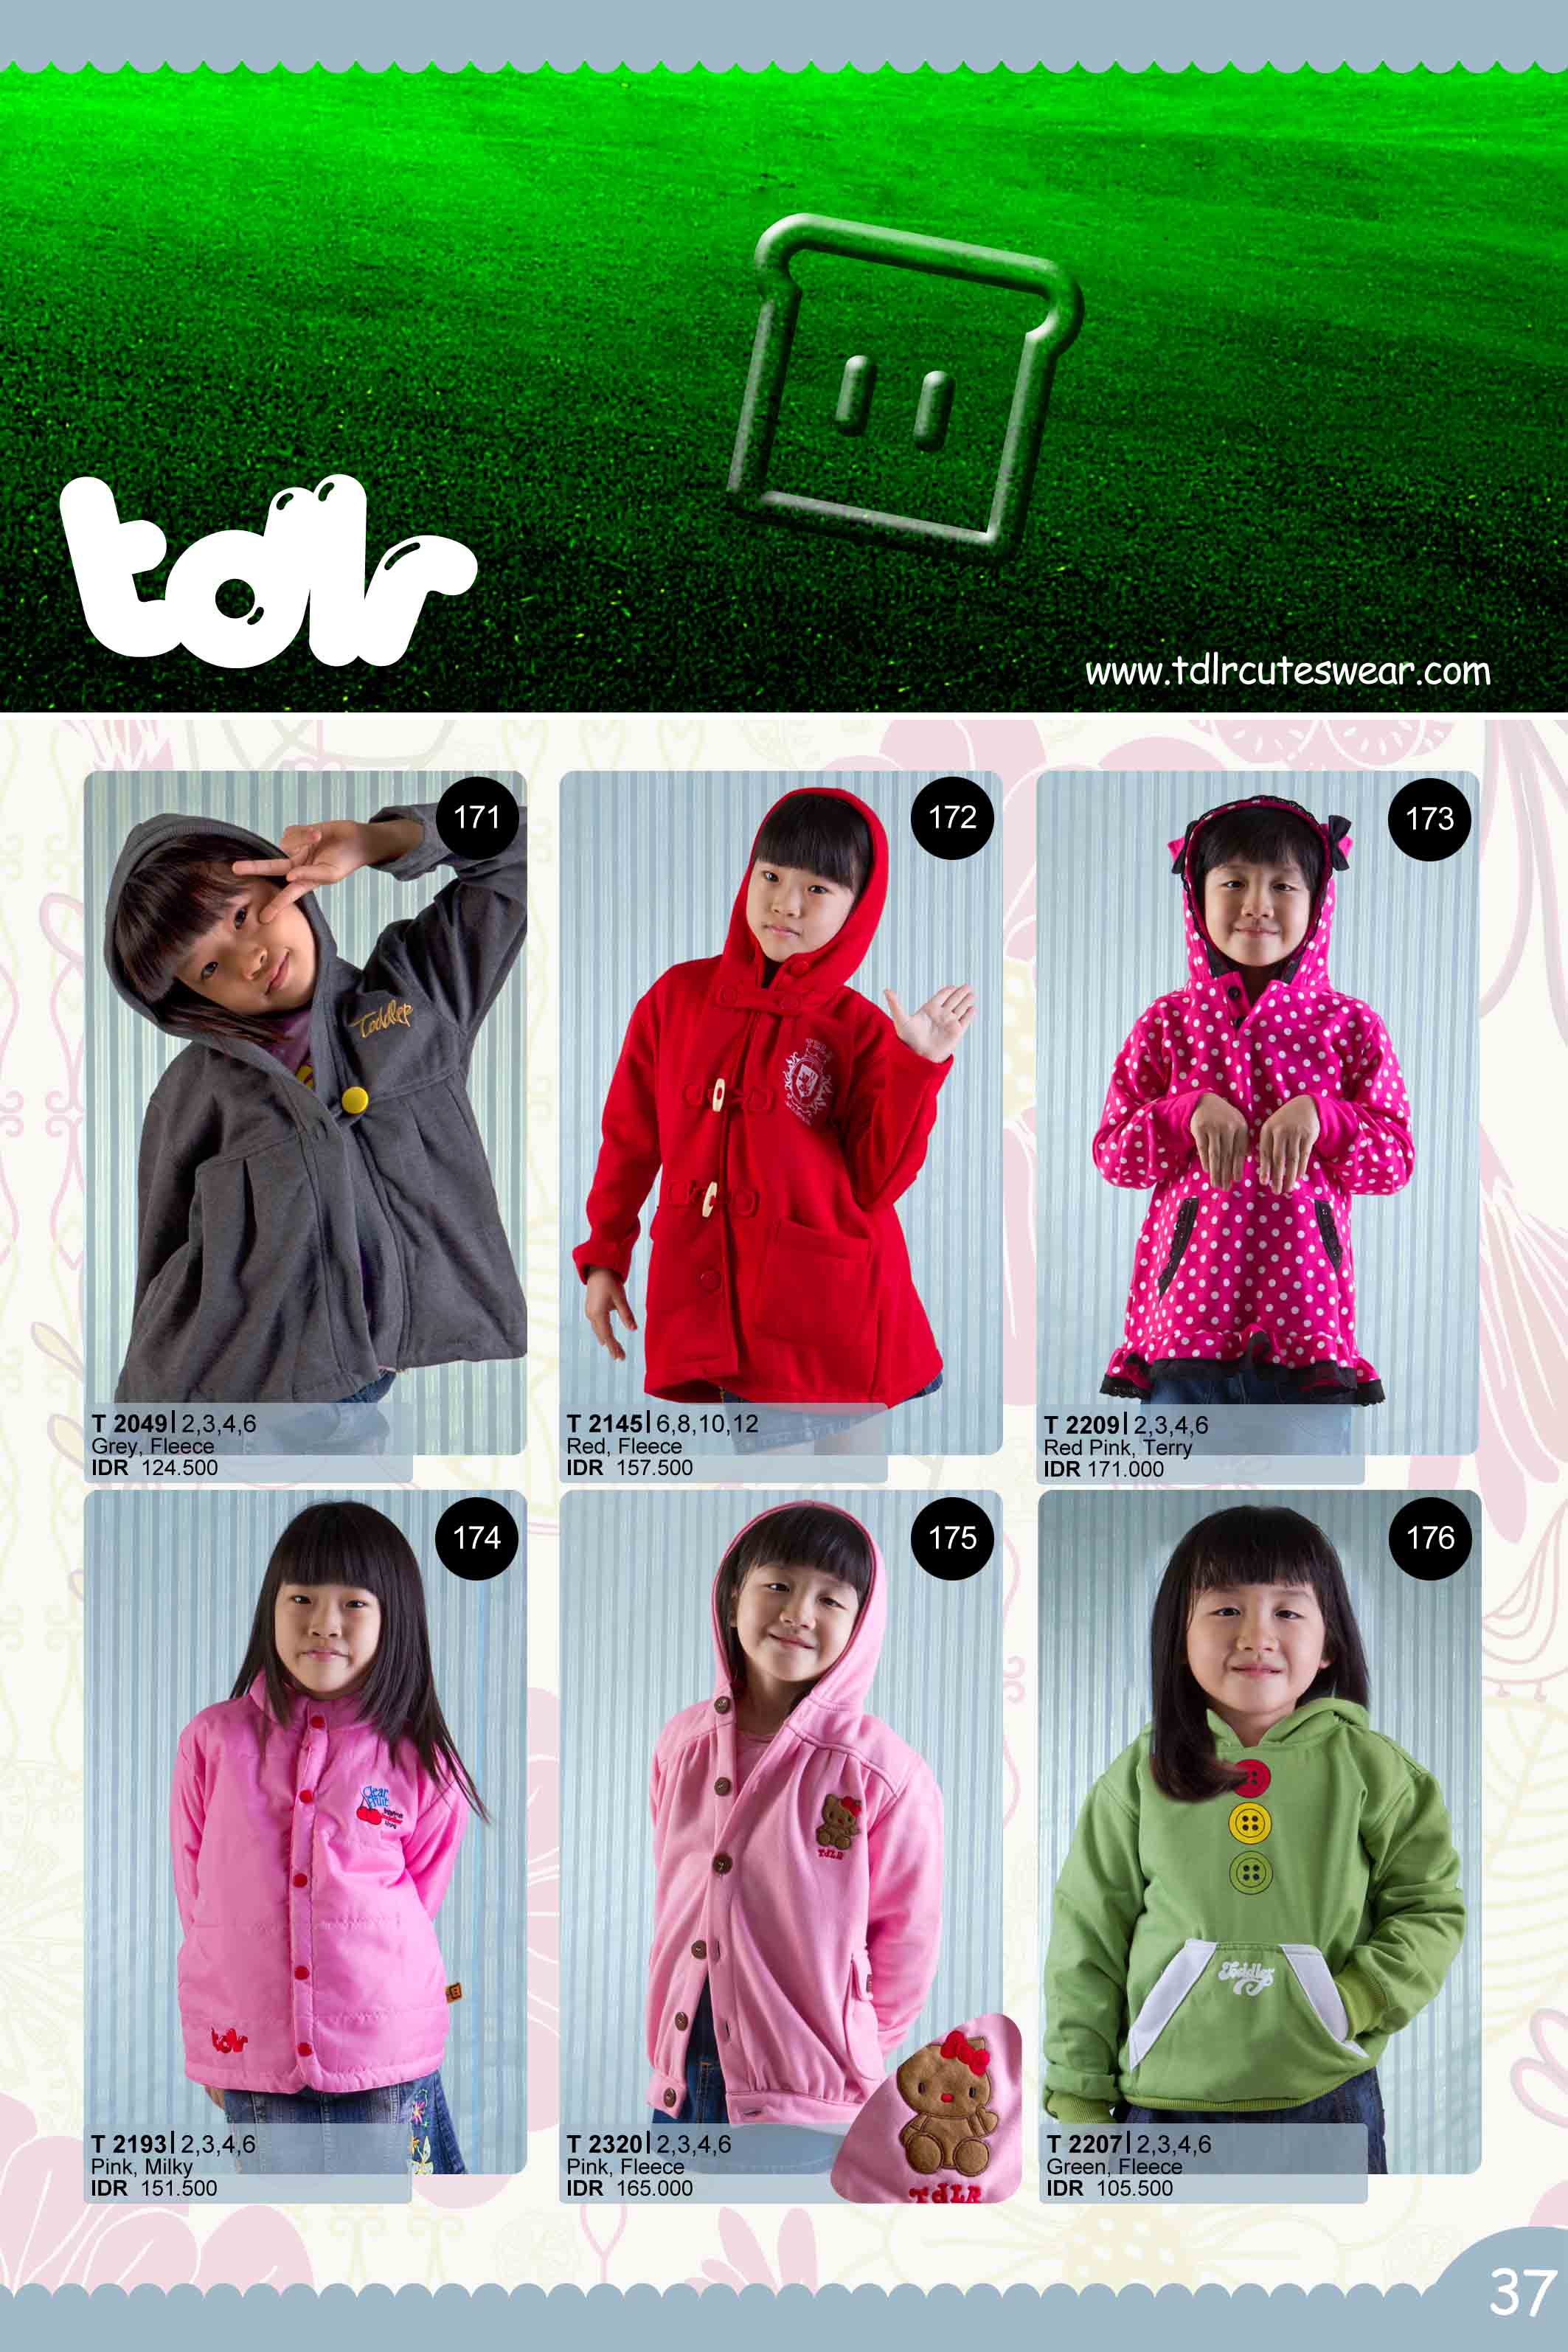 tdlr
www.tdlrcuteswear.com
171
Toddler
T 2049| 2,3,4,6
Grey, Fleece
IDR 124.500
172
T 2145| 6,8,10,12
Red, Fleece
IDR 157.500
173
T 2209| 2,3,4,6
Red Pink, Terry
IDR 171.000
174
Clear
Fruit
tdlr
T 2193| 2,3,4,6
Pink, Milky
IDR 151.500
175
TdLR
TdLR
T 2320| 2,3,4,6
Pink, Fleece
IDR 165.000
176
Toddler
T 2207| 2,3,4,6
Green, Fleece
IDR 105.500
37